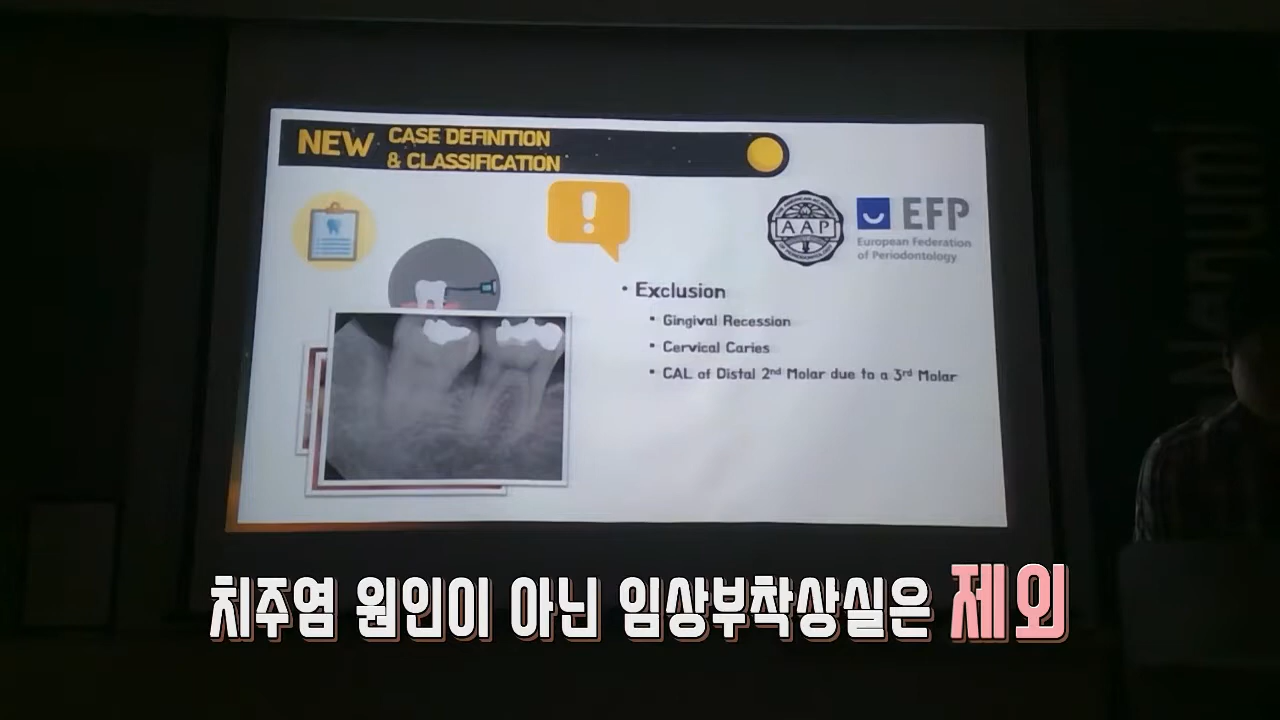 NEW CASE DEFINITION
& CLASSIFICATION
!
AAP
EFP
European Federation
of Periodontology
• Exclusion
• Gingival Recession
• Cervical Caries
• CAL of Distal 2nd Molar due to a 3rd Molar
Nanum
치주염 원인이 아닌 임상부착상실은 제외